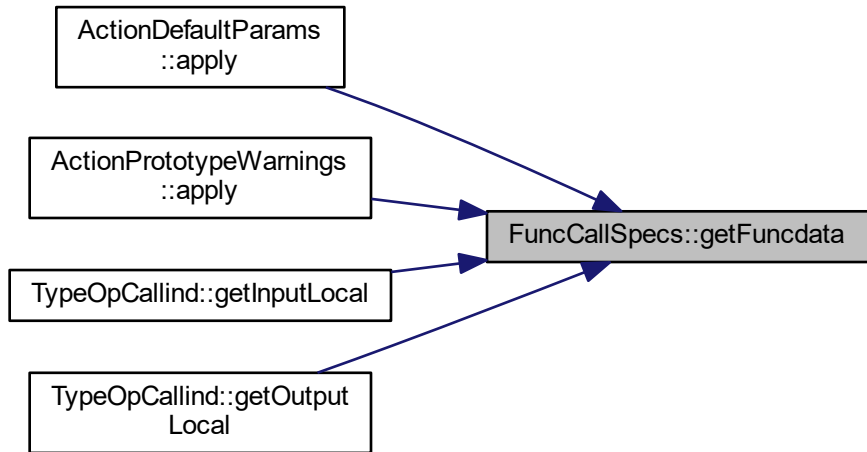 ActionDefaultParams
::apply
ActionPrototypeWarnings
::apply
FuncCallSpecs::getFuncdata
TypeOpCallind::getInputLocal
TypeOpCallind::getOutput
Local